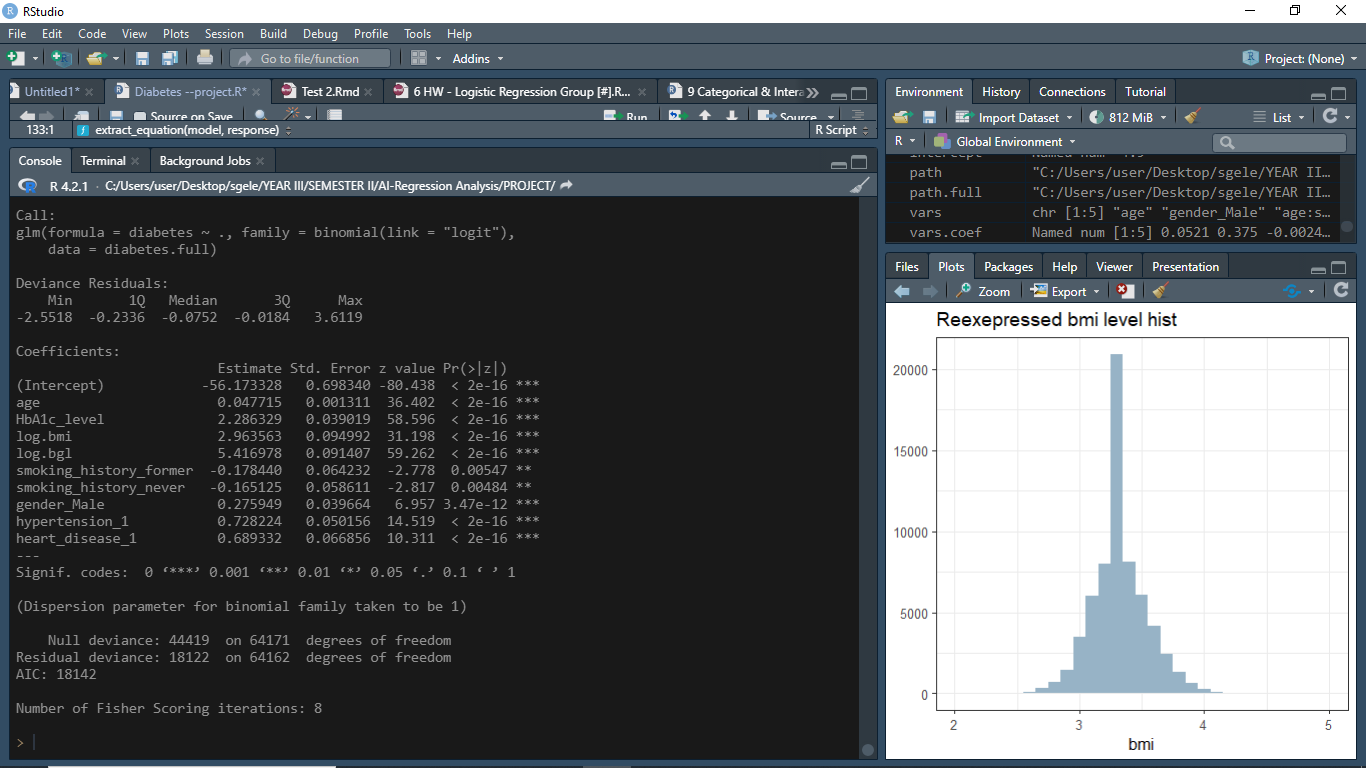 RStudio
File Edit Code View Plots Session Build Debug Profile Tools Help
Go to file/function Addins Project: (None)
Untitled1* Diabetes --project.R* Test 2.Rmd 6 HW - Logistic Regression Group [#].R... 9 Categorical & Intera
Source on Save Run Source
133:1 extract_equation(model, response) R Script
Console Terminal Background Jobs
R 4.2.1 · C:/Users/user/Desktop/sgele/YEAR III/SEMESTER II/AI-Regression Analysis/PROJECT/
Call:
glm(formula = diabetes ~ ., family = binomial(link = "logit"),
data = diabetes.full)
Deviance Residuals:
Min 1Q Median 3Q Max
-2.5518 -0.2336 -0.0752 -0.0184 3.6119
Coefficients:
Estimate Std. Error z value Pr(>|z|)
(Intercept) -56.173328 0.698340 -80.438 < 2e-16 ***
age 0.047715 0.001311 36.402 < 2e-16 ***
HbA1c_level 2.286329 0.039019 58.596 < 2e-16 ***
log.bmi 2.963563 0.094992 31.198 < 2e-16 ***
log.bgl 5.416978 0.091407 59.262 < 2e-16 ***
smoking_history_former -0.178440 0.064232 -2.778 0.00547 **
smoking_history_never -0.165125 0.058611 -2.817 0.00484 **
gender_Male 0.275949 0.039664 6.957 3.47e-12 ***
hypertension_1 0.728224 0.050156 14.519 < 2e-16 ***
heart_disease_1 0.689332 0.066856 10.311 < 2e-16 ***
---
Signif. codes: 0 ‘***’ 0.001 ‘**’ 0.01 ‘*’ 0.05 ‘.’ 0.1 ‘ ’ 1
(Dispersion parameter for binomial family taken to be 1)
Null deviance: 44419 on 64171 degrees of freedom
Residual deviance: 18122 on 64162 degrees of freedom
AIC: 18142
Number of Fisher Scoring iterations: 8
>
Environment History Connections Tutorial
Import Dataset 812 MiB List
R Global Environment
path "C:/Users/user/Desktop/sgele/YEAR II…
path.full "C:/Users/user/Desktop/sgele/YEAR II…
vars chr [1:5] "age" "gender_Male" "age:s…
vars.coef Named num [1:5] 0.0521 0.375 -0.0024…
Files Plots Packages Help Viewer Presentation
Zoom Export
Reexepressed bmi level hist
20000
15000
10000
5000
0
2 3 4 5
bmi